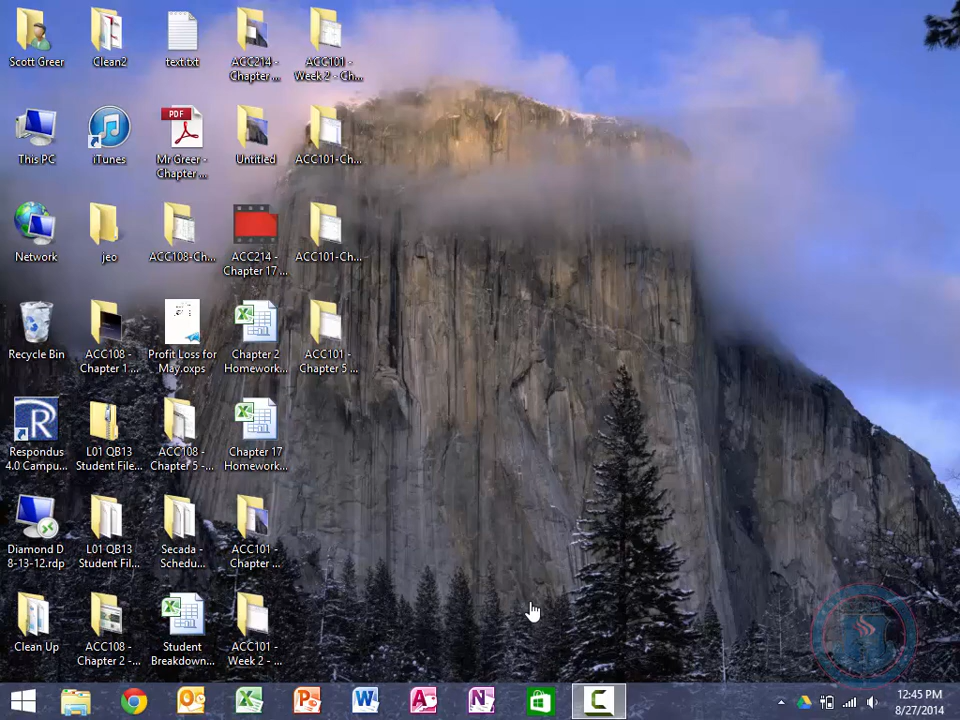 Scott Greer
Clean2
text.txt
ACC214 -
Chapter ...
ACC101 -
Week 2 - Ch...
This PC
iTunes
PDF
Mr Greer -
Chapter ...
Untitled
ACC101-Ch...
Network
jeo
ACC108-Ch...
ACC214 -
Chapter 17 ...
ACC101-Ch...
Recycle Bin
ACC108 -
Chapter 1 ...
Profit Loss for
May.oxps
Chapter 2
Homework...
ACC101 -
Chapter 5 ...
R
Respondus
4.0 Campu...
L01 QB13
Student File...
ACC108 -
Chapter 5 -...
Chapter 17
Homework...
Diamond D
8-13-12.rdp
L01 QB13
Student Fil...
Secada -
Schedu...
ACC101 -
Chapter ...
Clean Up
ACC108 -
Chapter 2 -...
Student
Breakdown...
ACC101 -
Week 2 - ...
12:45 PM
8/27/2014